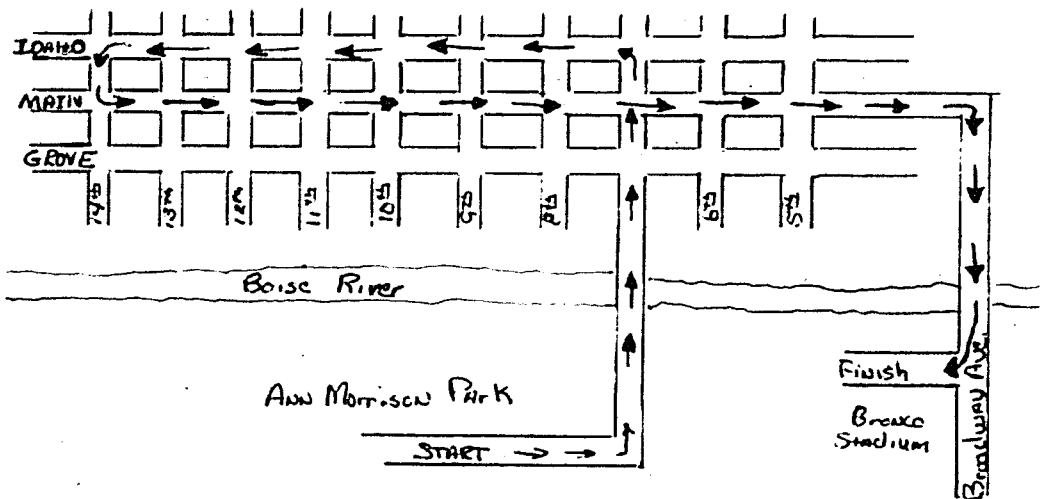 IDAHO
MAIN
GROVE
14th
13th
12th
11th
10th
9th
8th
6th
5th
Boise River
Ann Morrison Park
START
Finish
Bronco
Stadium
Broadway Ave.